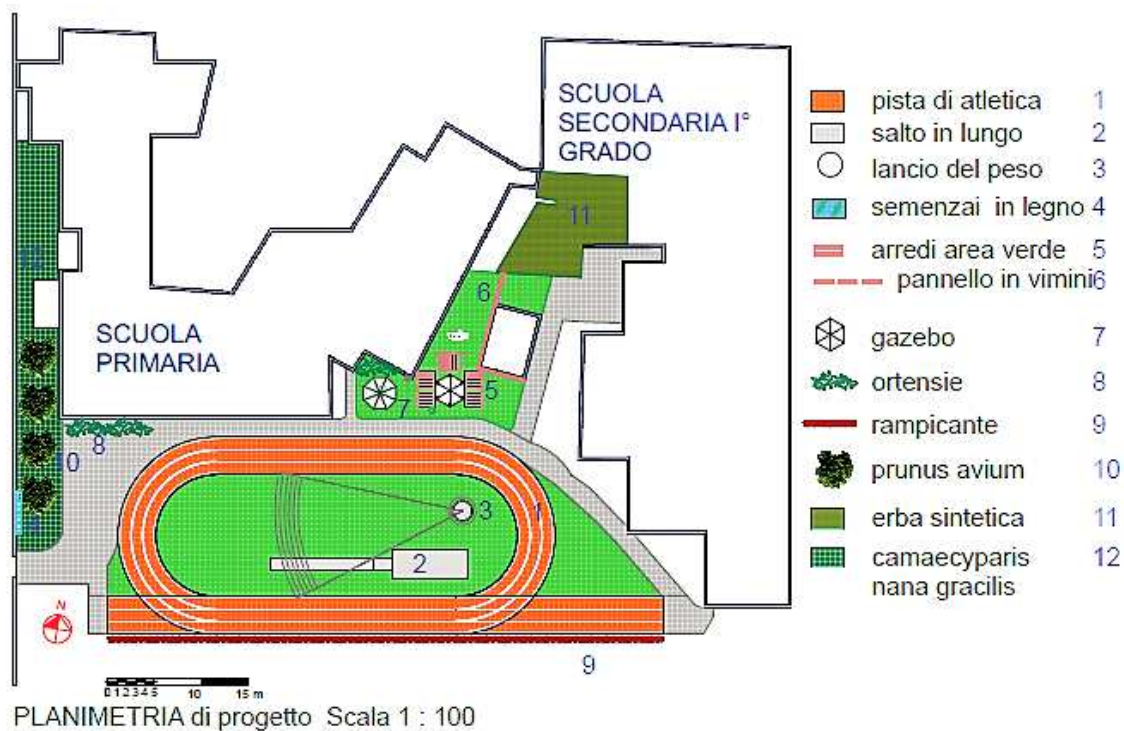 SCUOLA
SECONDARIA I°
GRADO
SCUOLA
PRIMARIA
11
12
6
5
7
8
10
4
1
3
2
9
N
0 1 2 3 4 5 10 15 m
PLANIMETRIA di progetto Scala 1 : 100
pista di atletica 1
salto in lungo 2
lancio del peso 3
semenzai in legno 4
arredi area verde 5
pannello in vimini 6
gazebo 7
ortensie 8
rampicante 9
prunus avium 10
erba sintetica 11
camaecyparis 12
nana gracilis